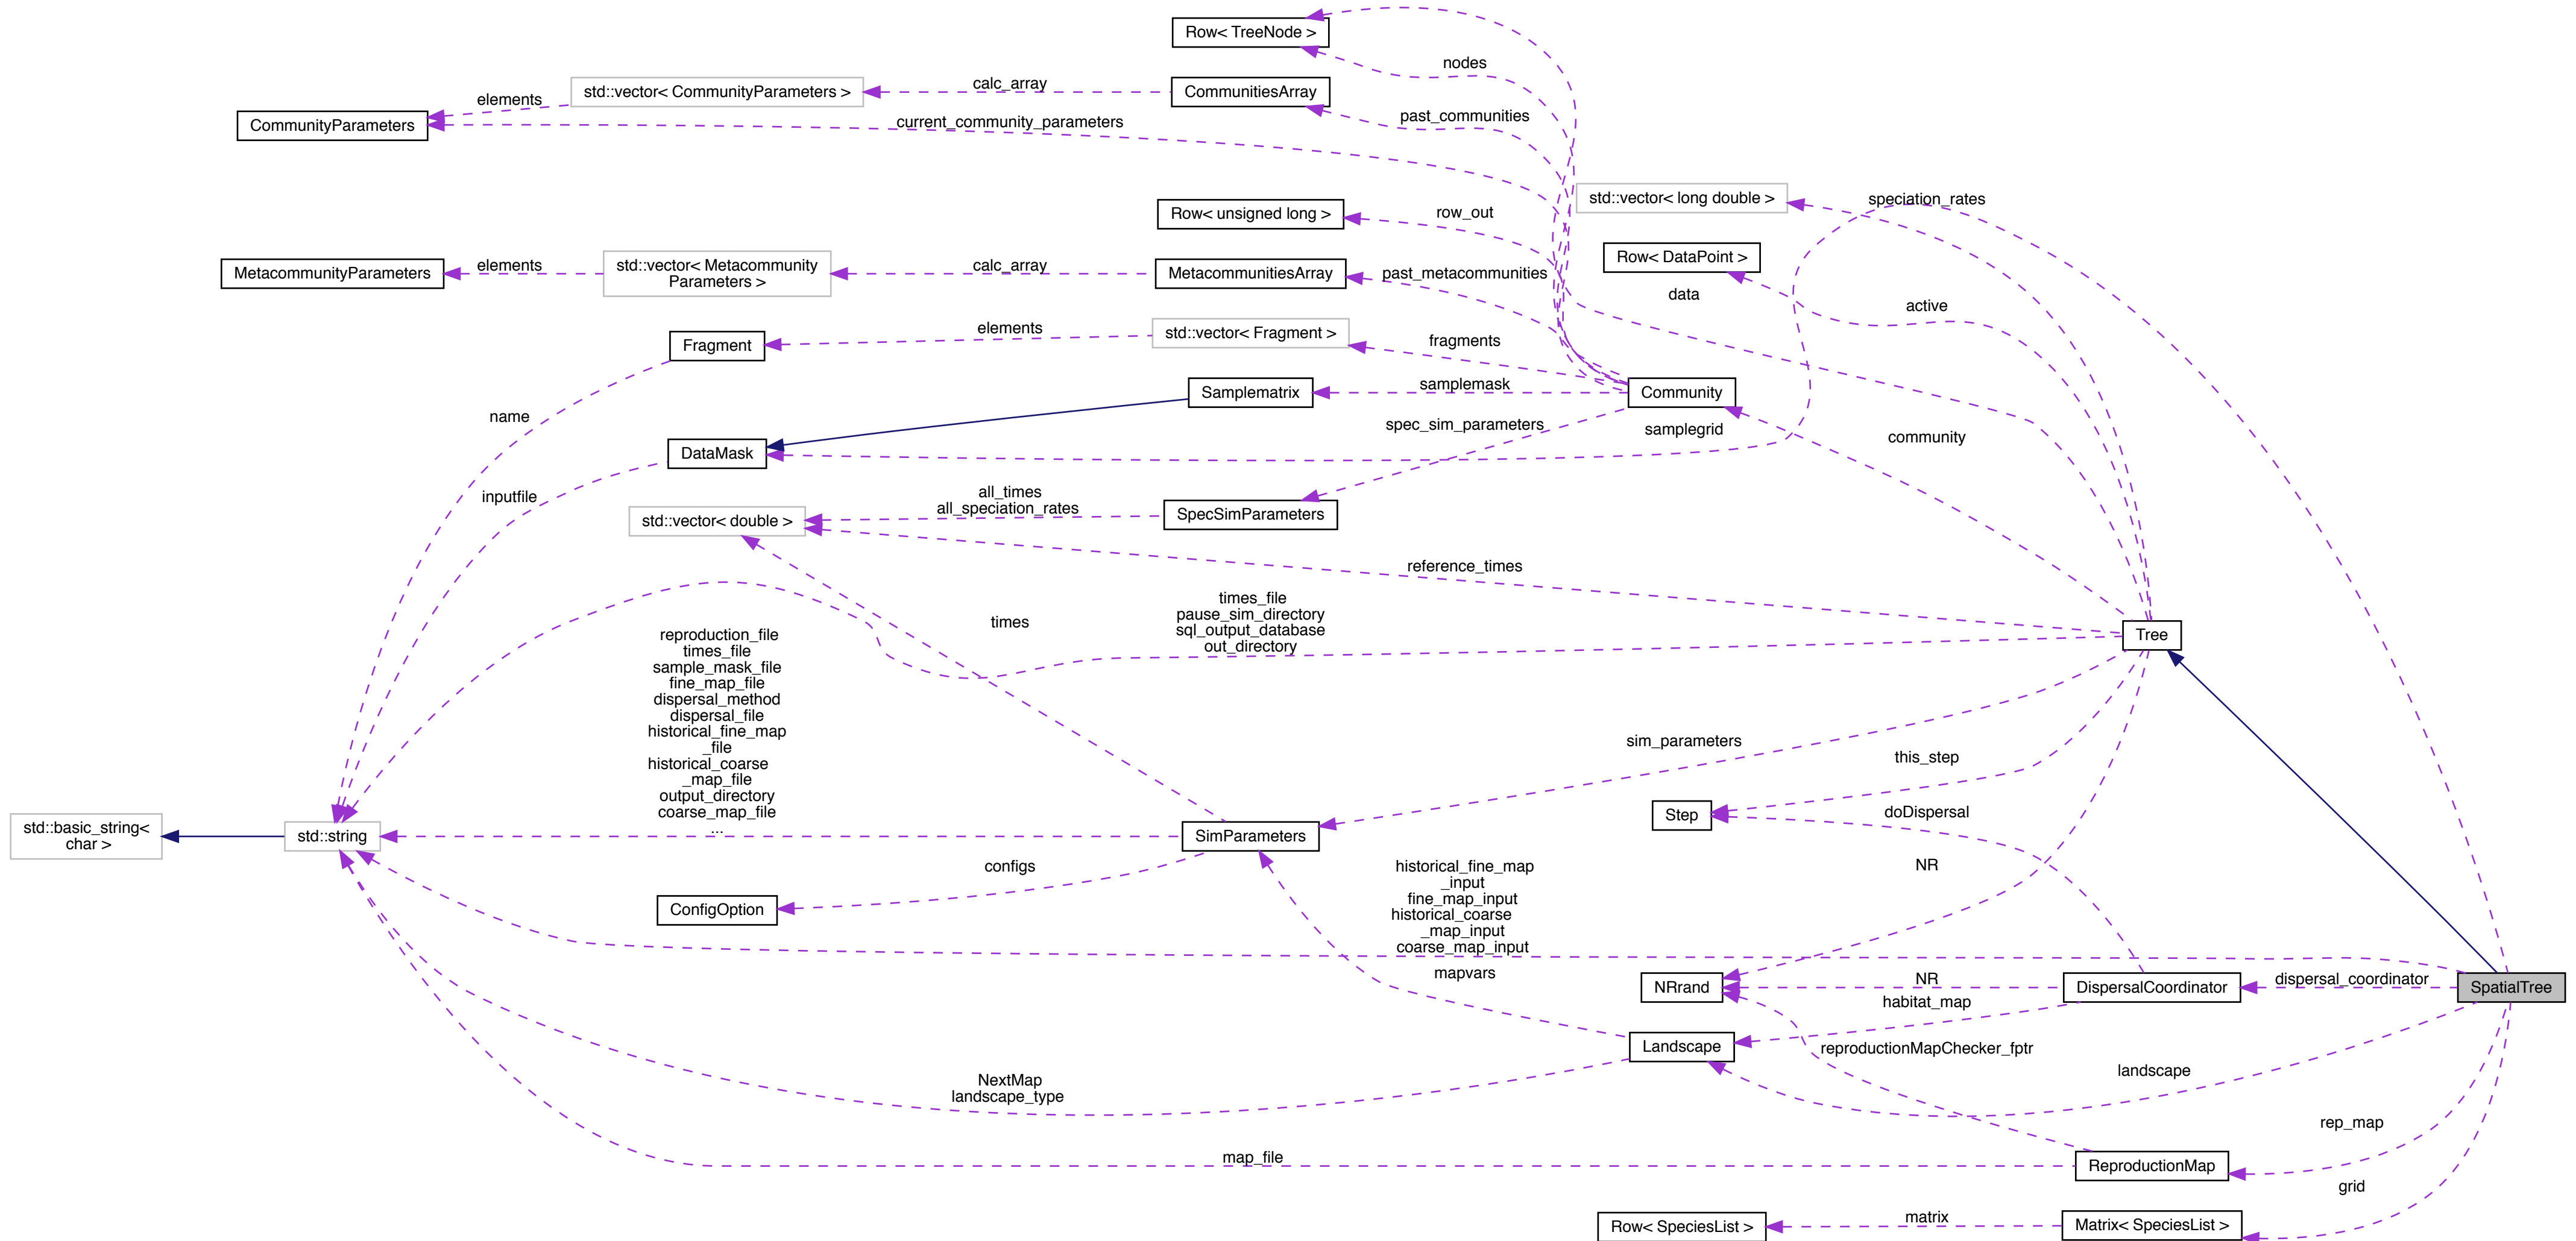 Row< TreeNode >
nodes
CommunitiesArray
calc_array
std::vector< CommunityParameters >
elements
CommunityParameters
past_communities
current_community_parameters
std::vector< long double >
speciation_rates
Row< unsigned long >
row_out
Row< DataPoint >
MetacommunityParameters
elements
std::vector< Metacommunity
Parameters >
calc_array
MetacommunitiesArray
past_metacommunities
data
active
Fragment
elements
std::vector< Fragment >
fragments
Samplematrix
samplemask
Community
name
DataMask
spec_sim_parameters
samplegrid
community
inputfile
std::vector< double >
all_times
all_speciation_rates
SpecSimParameters
reference_times
times
times_file
pause_sim_directory
sql_output_database
out_directory
Tree
reproduction_file
times_file
sample_mask_file
fine_map_file
dispersal_method
dispersal_file
historical_fine_map
_file
historical_coarse
_map_file
output_directory
coarse_map_file
...
sim_parameters
this_step
std::basic_string<
char >
std::string
SimParameters
Step
doDispersal
configs
ConfigOption
NR
historical_fine_map
_input
fine_map_input
historical_coarse
_map_input
coarse_map_input
mapvars
NRrand
NR
DispersalCoordinator
dispersal_coordinator
SpatialTree
habitat_map
Landscape
reproductionMapChecker_fptr
landscape
NextMap
landscape_type
rep_map
map_file
ReproductionMap
grid
Row< SpeciesList >
matrix
Matrix< SpeciesList >